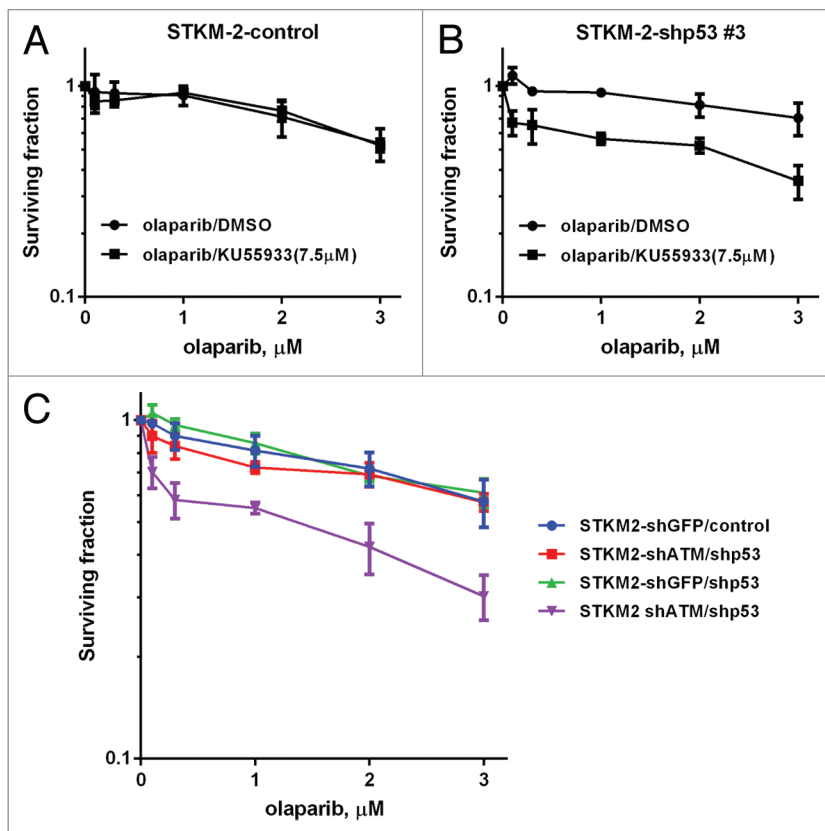 A
STKM-2-control
Surviving fraction
1
0.1
olaparib/DMSO
olaparib/KU55933(7.5μM)
0 1 2 3
olaparib, μM
B
STKM-2-shp53 #3
Surviving fraction
1
0.1
olaparib/DMSO
olaparib/KU55933(7.5μM)
0 1 2 3
olaparib, μM
C
Surviving fraction
1
0.1
0 1 2 3
olaparib, μM
STKM2-shGFP/control
STKM2-shATM/shp53
STKM2-shGFP/shp53
STKM2 shATM/shp53